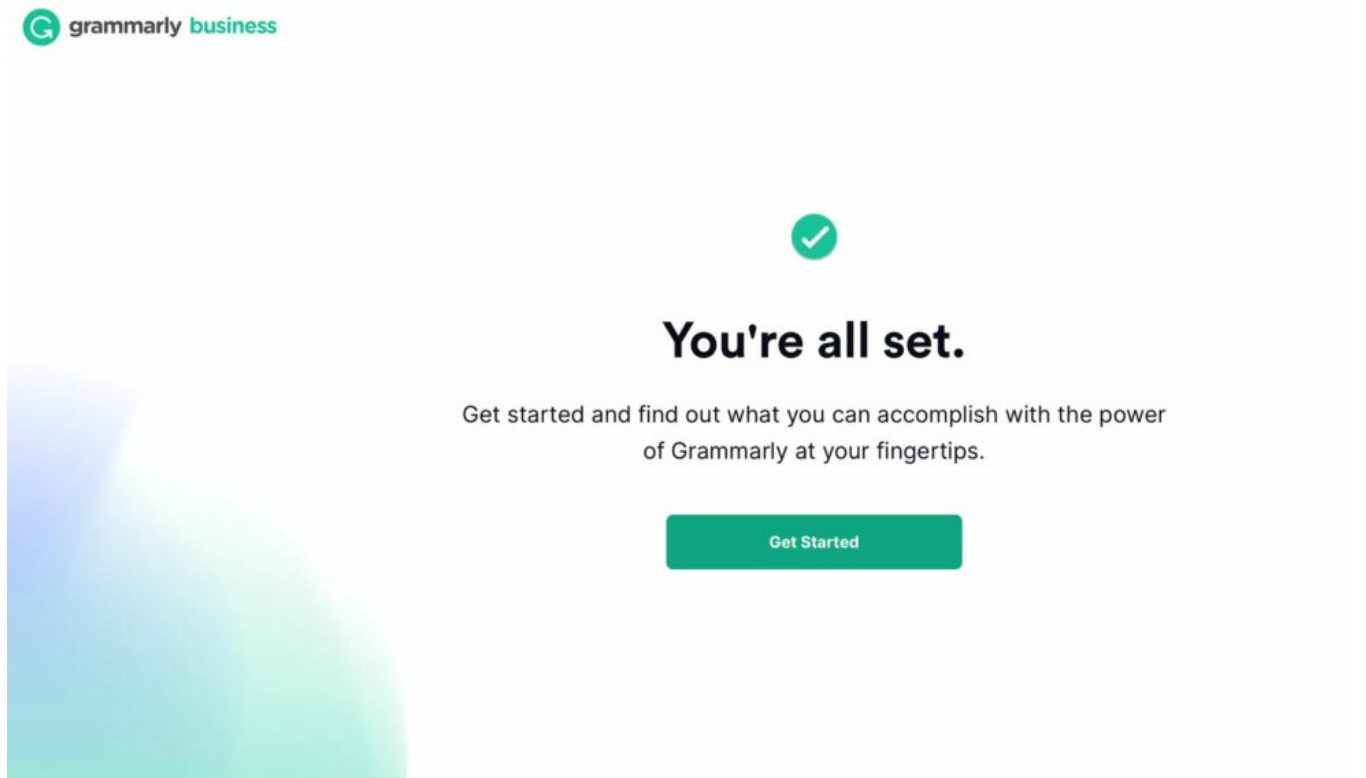 grammarly business
You're all set.
Get started and find out what you can accomplish with the power
of Grammarly at your fingertips.
Get Started